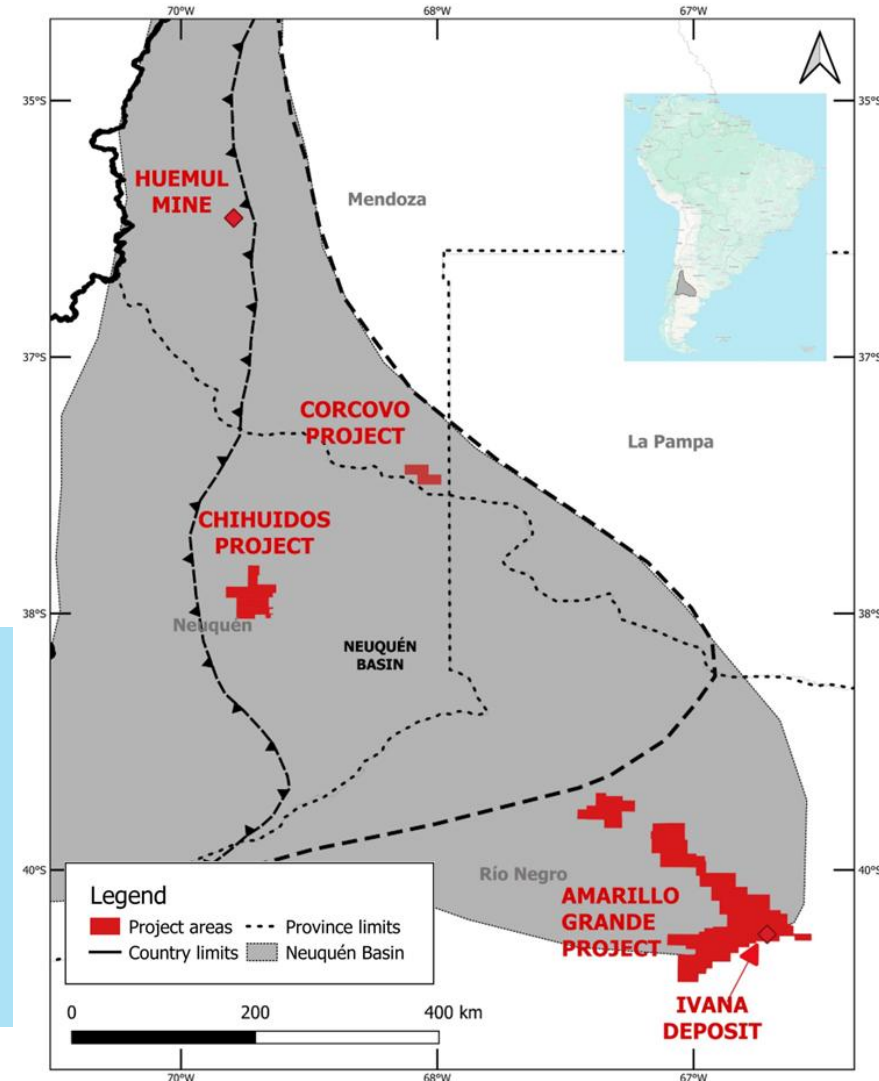 70°W
68°W
67°W
35°S
35°S
HUEMUL
MINE
Mendoza
37°S
37°S
CORCOVO
PROJECT
La Pampa
CHIHUIDOS
PROJECT
38°S
38°S
Neuquén
NEUQUÉN
BASIN
40°S
40°S
Río Negro
AMARILLO
GRANDE
PROJECT
IVANA
DEPOSIT
Legend
Project areas
Province limits
Country limits
Neuquén Basin
0
200
400 km
70°W
68°W
67°W